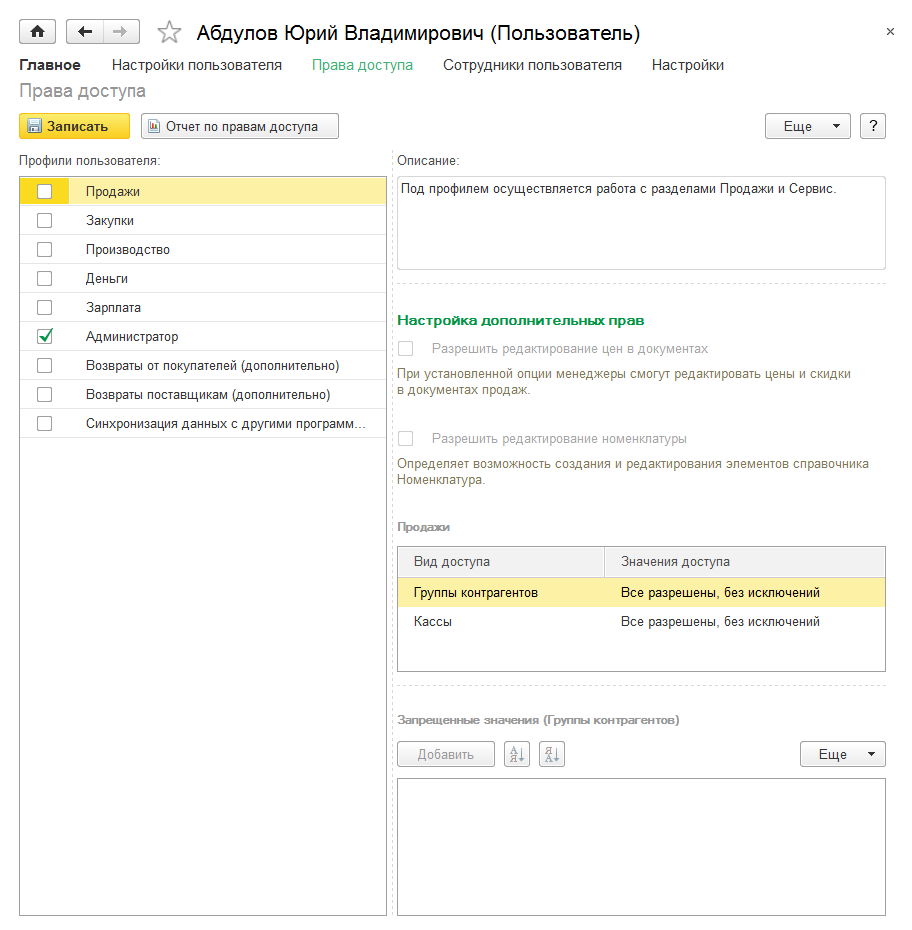 Абдулов Юрий Владимирович (Пользователь)
Главное Настройки пользователя Права доступа Сотрудники пользователя Настройки
Права доступа
Записать Отчет по правам доступа Еще ?
Профили пользователя:
Продажи
Закупки
Производство
Деньги
Зарплата
Администратор
Возвраты от покупателей (дополнительно)
Возвраты поставщикам (дополнительно)
Синхронизация данных с другими программ...
Описание:
Под профилем осуществляется работа с разделами Продажи и Сервис.
Настройка дополнительных прав
Разрешить редактирование цен в документах
При установленной опции менеджеры смогут редактировать цены и скидки
в документах продаж.
Разрешить редактирование номенклатуры
Определяет возможность создания и редактирования элементов справочника
Номенклатура.
Продажи
Вид доступа Значения доступа
Группы контрагентов Все разрешены, без исключений
Кассы Все разрешены, без исключений
Запрещенные значения (Группы контрагентов)
Добавить А Я Я А Еще